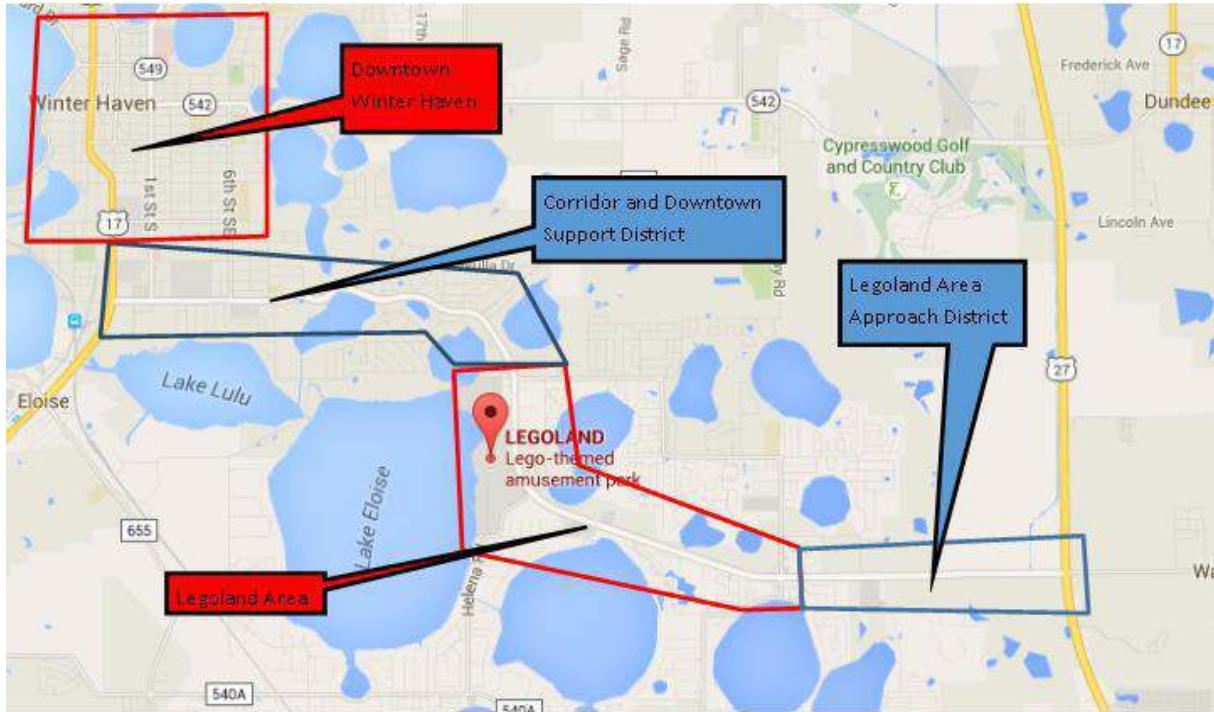 17th
Sage Rd
17
549
Frederick Ave
Downtown
Winter Haven
Winter Haven
542
542
Dundee
Cypresswood Golf
and Country Club
1st St S
6th St SE
Corridor and Downtown
Support District
17
Lincoln Ave
Legoland Area
Approach District
27
Lake Lulu
Eloise
LEGOLAND
Lego-themed
amusement park
Lake Eloise
655
Legoland Area
Helena R
540A
540A